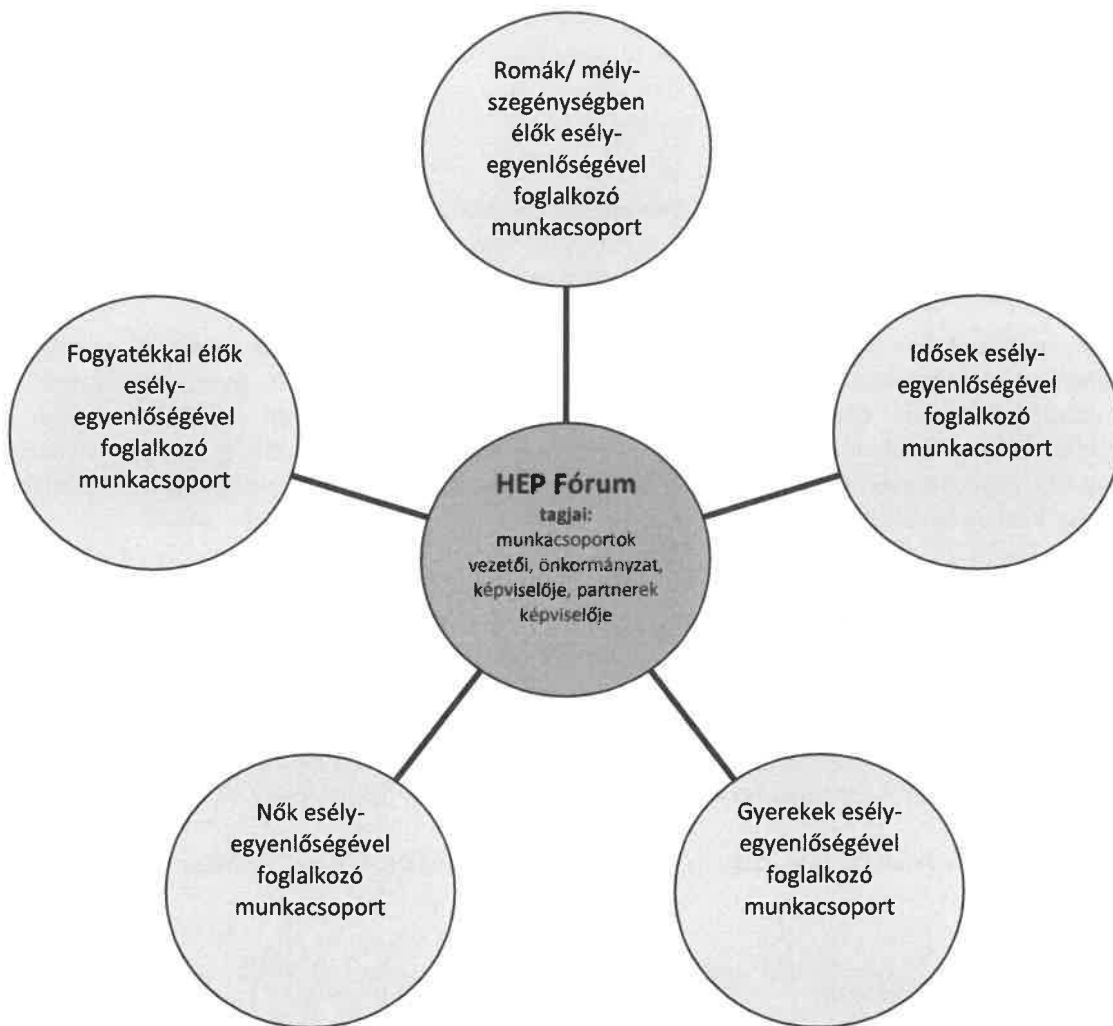 Romák/ mély-
szegénységben
élők esély-
egyenlőségével
foglalkozó
munkacsoport
Fogyatékkal élők
esély-
egyenlőségével
foglalkozó
munkacsoport
Idősek esély-
egyenlőségével
foglalkozó
munkacsoport
HEP Fórum
tagjai:
munkacsoportok
vezetői, önkormányzat,
képviselője, partnerek
képviselője
Nők esély-
egyenlőségével
foglalkozó
munkacsoport
Gyerekek esély-
egyenlőségével
foglalkozó
munkacsoport